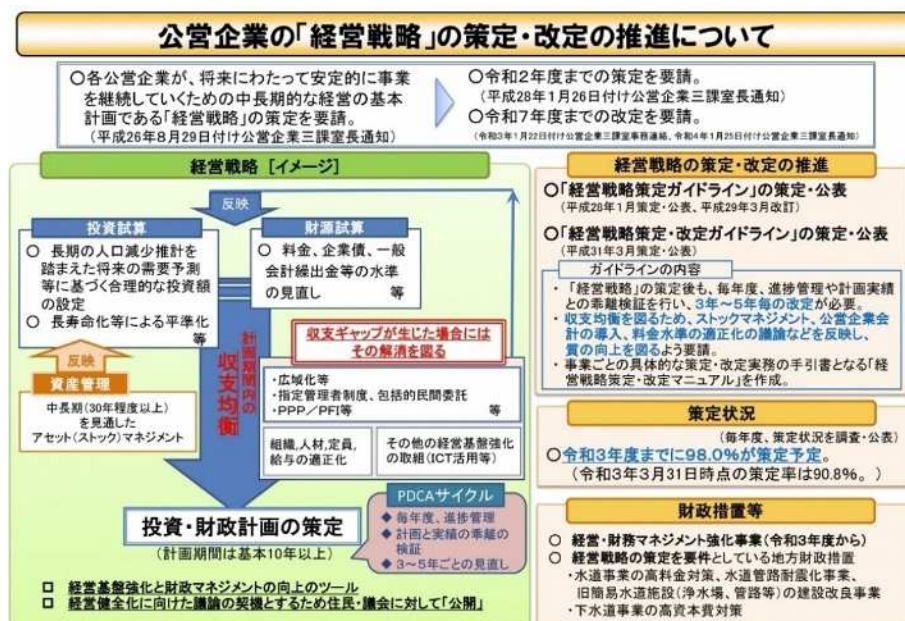 公営企業の「経営戦略」の策定・改定の推進について
〇各公営企業が、将来にわたって安定的に事業
を継続していくための中長期的な経営の基本
計画である「経営戦略」の策定を要請。
(平成26年8月29日付け公営企業三課室長通知)
〇令和2年度までの策定を要請。
(平成28年1月26日付け公営企業三課室長通知)
〇令和7年度までの改定を要請。
(令和3年1月22日付け公営企業三課室事務連絡、令和4年1月25日付け公営企業三課室長通知)
経営戦略 [イメージ]
反映
投資試算
〇 長期の人口減少推計を
踏まえた将来の需要予測
等に基づく合理的な投資額
の設定
〇 長寿命化等による平準化
等
財源試算
〇 料金、企業債、一般
会計繰出金等の水準
の見直し 等
計画期間内の
収支均衡
収支ギャップが生じた場合には
その解消を図る
・広域化等
・指定管理者制度、包括的民間委託
・PPP/PFI等 等
組織,人材,定員,
給与の適正化
その他の経営基盤強化
の取組(ICT活用等)
反映
資産管理
中長期(30年程度以上)
を見通した
アセット(ストック)マネジメント
投資・財政計画の策定
(計画期間は基本10年以上)
PDCAサイクル
◆ 毎年度、進捗管理
◆ 計画と実績の乖離の
検証
◆ 3~5年ごとの見直し
□ 経営基盤強化と財政マネジメントの向上のツール
□ 経営健全化に向けた議論の契機とするため住民・議会に対して「公開」
経営戦略の策定・改定の推進
〇「経営戦略策定ガイドライン」の策定・公表
(平成28年1月策定・公表、平成29年3月改訂)
〇「経営戦略策定・改定ガイドライン」の策定・公表
(平成31年3月策定・公表)
ガイドラインの内容
・ 「経営戦略」の策定後も、毎年度、進捗管理や計画実績
との乖離検証を行い、3年~5年毎の改定が必要。
・ 収支均衡を図るため、ストックマネジメント、公営企業会
計の導入、料金水準の適正化の議論などを反映し、
質の向上を図るよう要請。
・ 事業ごとの具体的な策定・改定実務の手引書となる「経
営戦略策定・改定マニュアル」を作成。
策定状況
(毎年度、策定状況を調査・公表)
〇令和3年度までに98.0%が策定予定。
(令和3年3月31日時点の策定率は90.8%。)
財政措置等
〇 経営・財務マネジメント強化事業(令和3年度から)
〇 経営戦略の策定を要件としている地方財政措置
・水道事業の高料金対策、水道管路耐震化事業、
旧簡易水道施設(浄水場、管路等)の建設改良事業
・下水道事業の高資本費対策